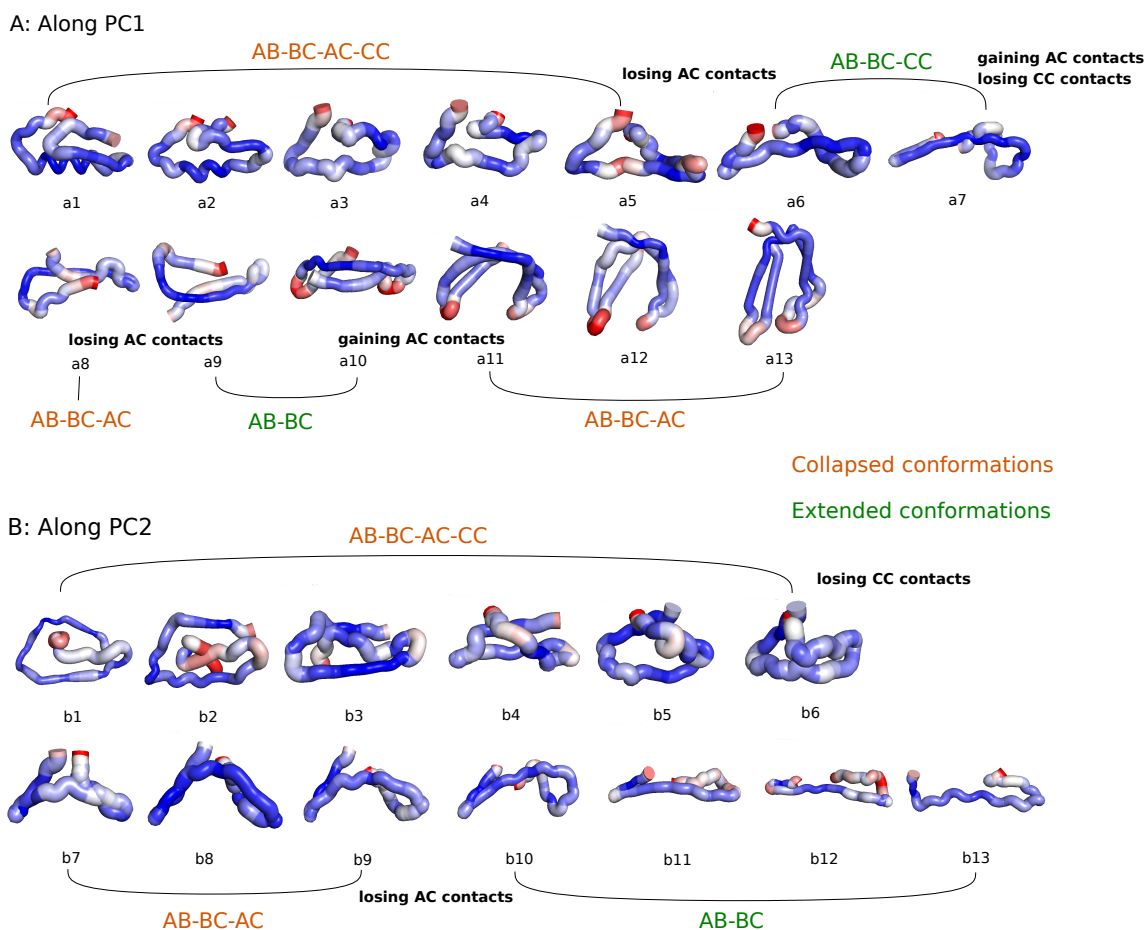 A: Along PC1
AB-BC-AC-CC
losing AC contacts
AB-BC-CC
gaining AC contacts
losing CC contacts
a1
a2
a3
a4
a5
a6
a7
losing AC contacts
gaining AC contacts
a8
a9
a10
a11
a12
a13
AB-BC-AC
AB-BC
AB-BC-AC
Collapsed conformations
Extended conformations
B: Along PC2
AB-BC-AC-CC
losing CC contacts
b1
b2
b3
b4
b5
b6
b7
b8
b9
b10
b11
b12
b13
losing AC contacts
AB-BC-AC
AB-BC